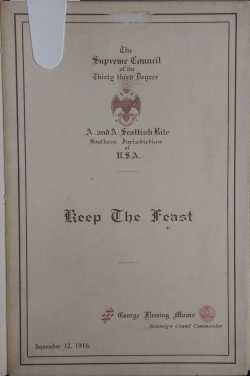 The
Supreme Council
of the
Thirty third Degree
A. and A. Scottish Rite
Southern Jurisdiction
of
U.S.A.
Keep The Feast
George Fleming Moore
Sovereign Grand Commander
September 12, 1916.